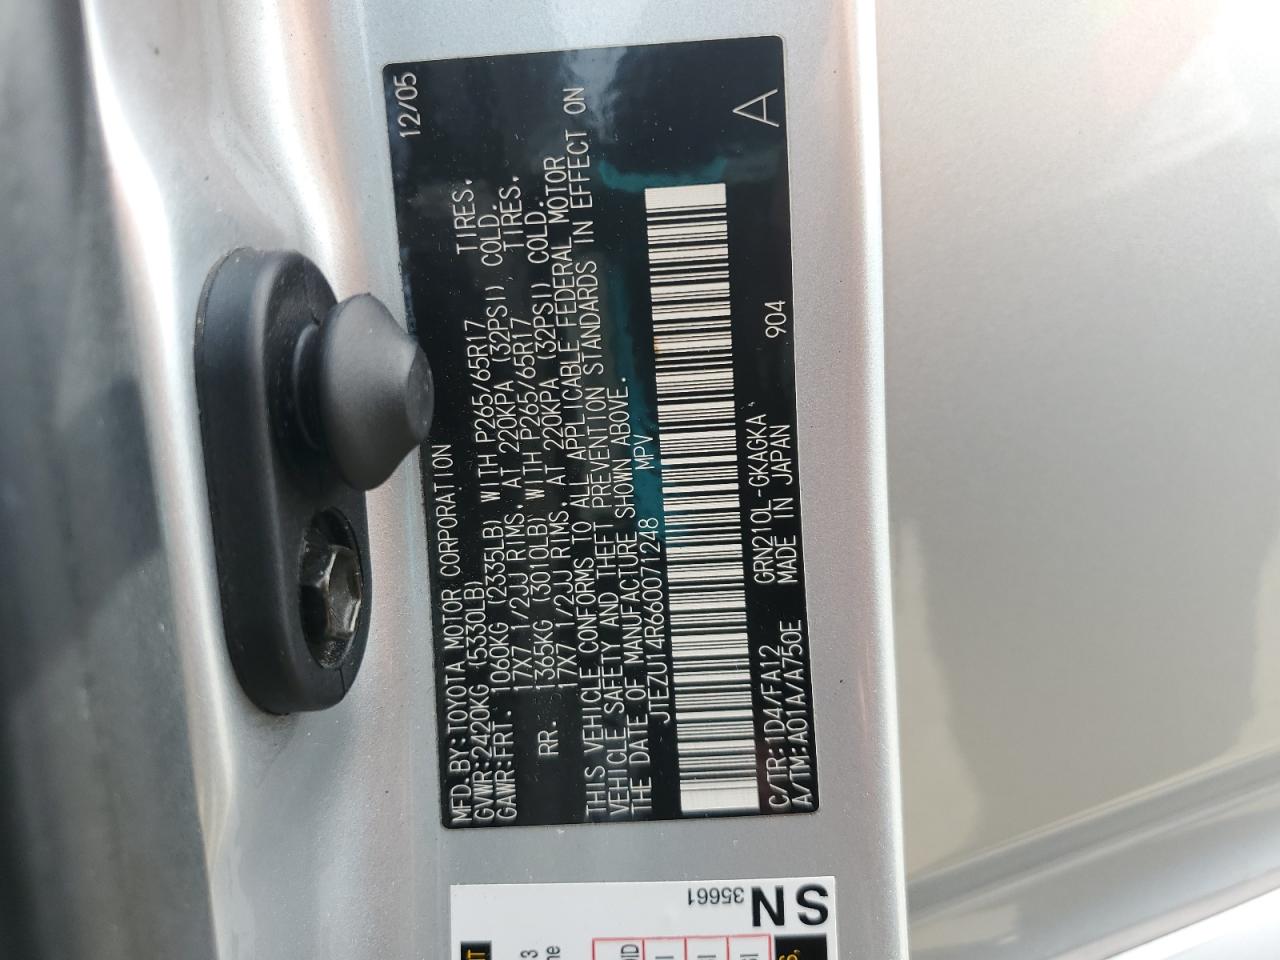 12/05
MFD. BY: TOYOTA MOTOR CORPORATION
GVWR: 2420KG (5330LB)
GAWR: FRT. 1060KG (2335LB) WITH P265/65R17 TIRES,
17X7 1/2JJ RIMS, AT 220KPA (32PSI) COLD.
RR. 1365KG (3010LB) WITH P265/65R17 TIRES,
17X7 1/2JJ RIMS, AT 220KPA (32PSI) COLD.
THIS VEHICLE CONFORMS TO ALL APPLICABLE FEDERAL MOTOR
VEHICLE SAFETY AND THEFT PREVENTION STANDARDS IN EFFECT ON
THE DATE OF MANUFACTURE SHOWN ABOVE.
JTEZU14R660071248 MPV
C/TR: 1D4/FA12 GRN210L-GKAGKA 904
A/TM: A01A/A750E MADE IN JAPAN
A
SN
35661
3